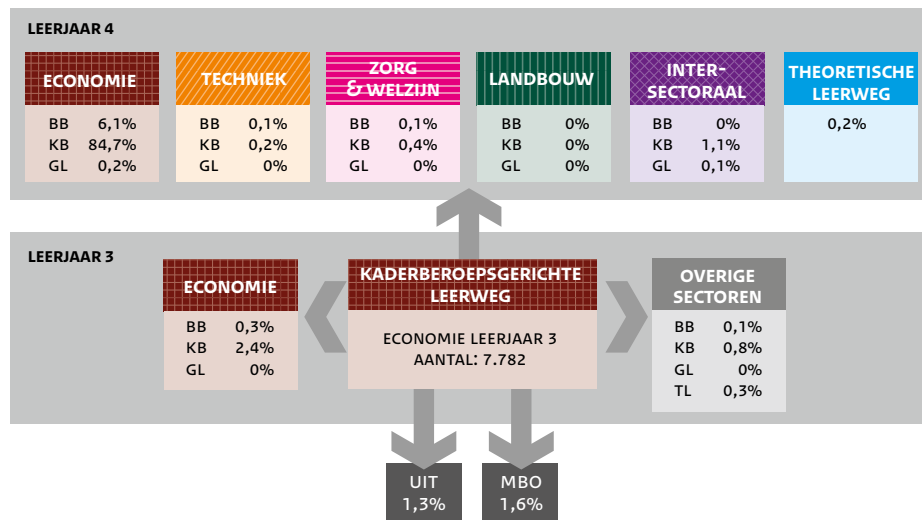 LEERJAAR 4
ECONOMIE
BB 6,1%
KB 84,7%
GL 0,2%
TECHNIEK
BB 0,1%
KB 0,2%
GL 0%
ZORG
& WELZIJN
BB 0,1%
KB 0,4%
GL 0%
LANDBOUW
BB 0%
KB 0%
GL 0%
INTER-
SECTORAAL
BB 0%
KB 1,1%
GL 0,1%
THEORETISCHE
LEERWEG
0,2%
LEERJAAR 3
ECONOMIE
BB 0,3%
KB 2,4%
GL 0%
KADERBEROEPSGERICHTE
LEERWEG
ECONOMIE LEERJAAR 3
AANTAL: 7.782
OVERIGE
SECTOREN
BB 0,1%
KB 0,8%
GL 0%
TL 0,3%
UIT
1,3%
MBO
1,6%